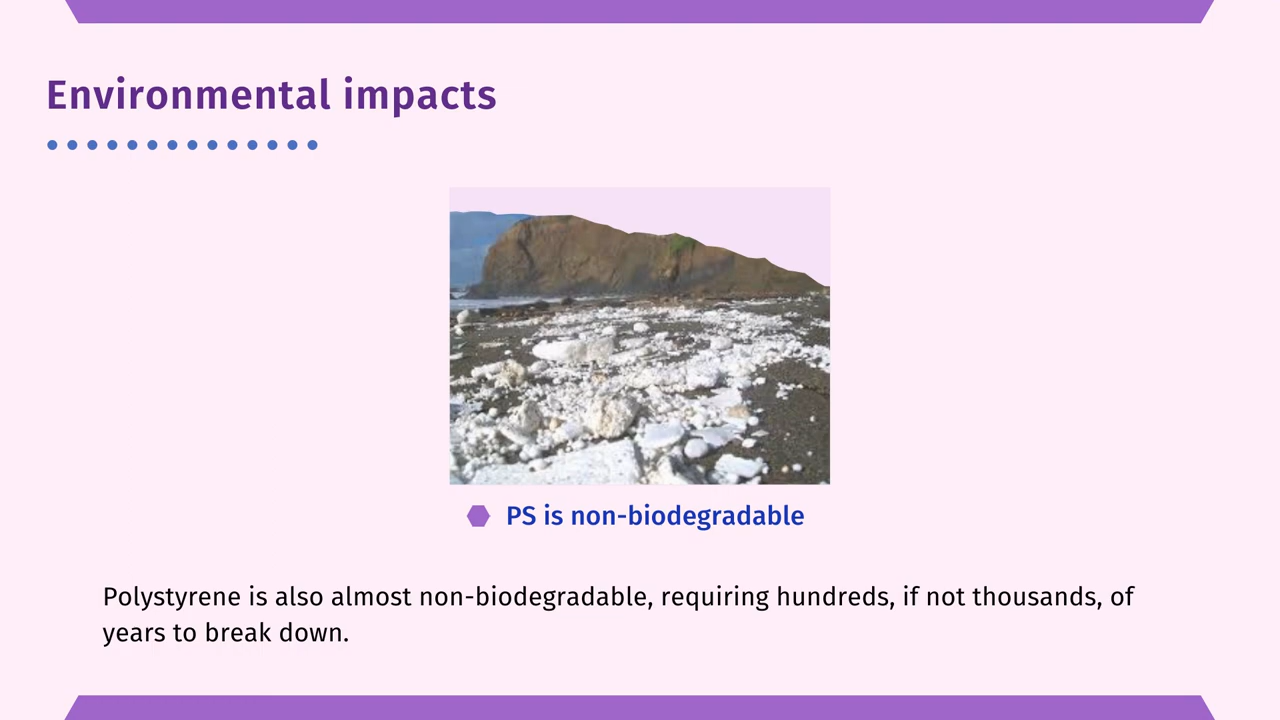 Environmental impacts
PS is non-biodegradable
Polystyrene is also almost non-biodegradable, requiring hundreds, if not thousands, of
years to break down.